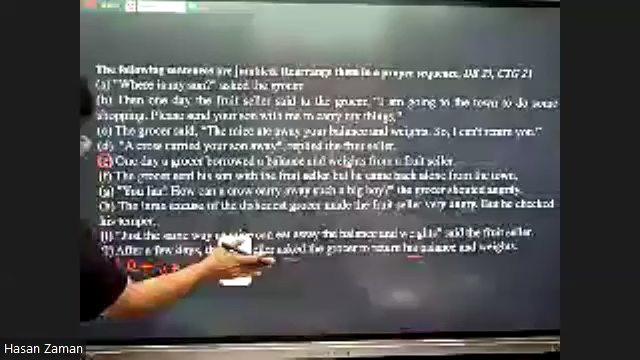 The following sentences are jumbled. Rearrange them in a proper sequence. DB 23, CTG 21
(a) "Where is my son?" asked the grocer.
(b) Then one day the fruit seller said to the grocer, "I am going to the town to do some
shopping. Please send your son with me to carry my things."
(c) The grocer said, "The mice ate away your balance and weights. So, I can't return you."
(d) "A crow carried your son away", replied the fruit seller.
One day a grocer borrowed a balance and weights from a fruit seller.
(f) The grocer sent his son with the fruit seller but he came back alone from the town.
(g) "You liar! How can a crow carry away such a big boy?" the grocer shouted angrily.
The lame excuse of the dishonest grocer made the fruit seller very angry. But he checked
his temper.
(i) "Just the same way eat away the balance and weights" said the fruit seller.
After a few days, asked the grocer to return his balance and weights.
Hasan Zaman